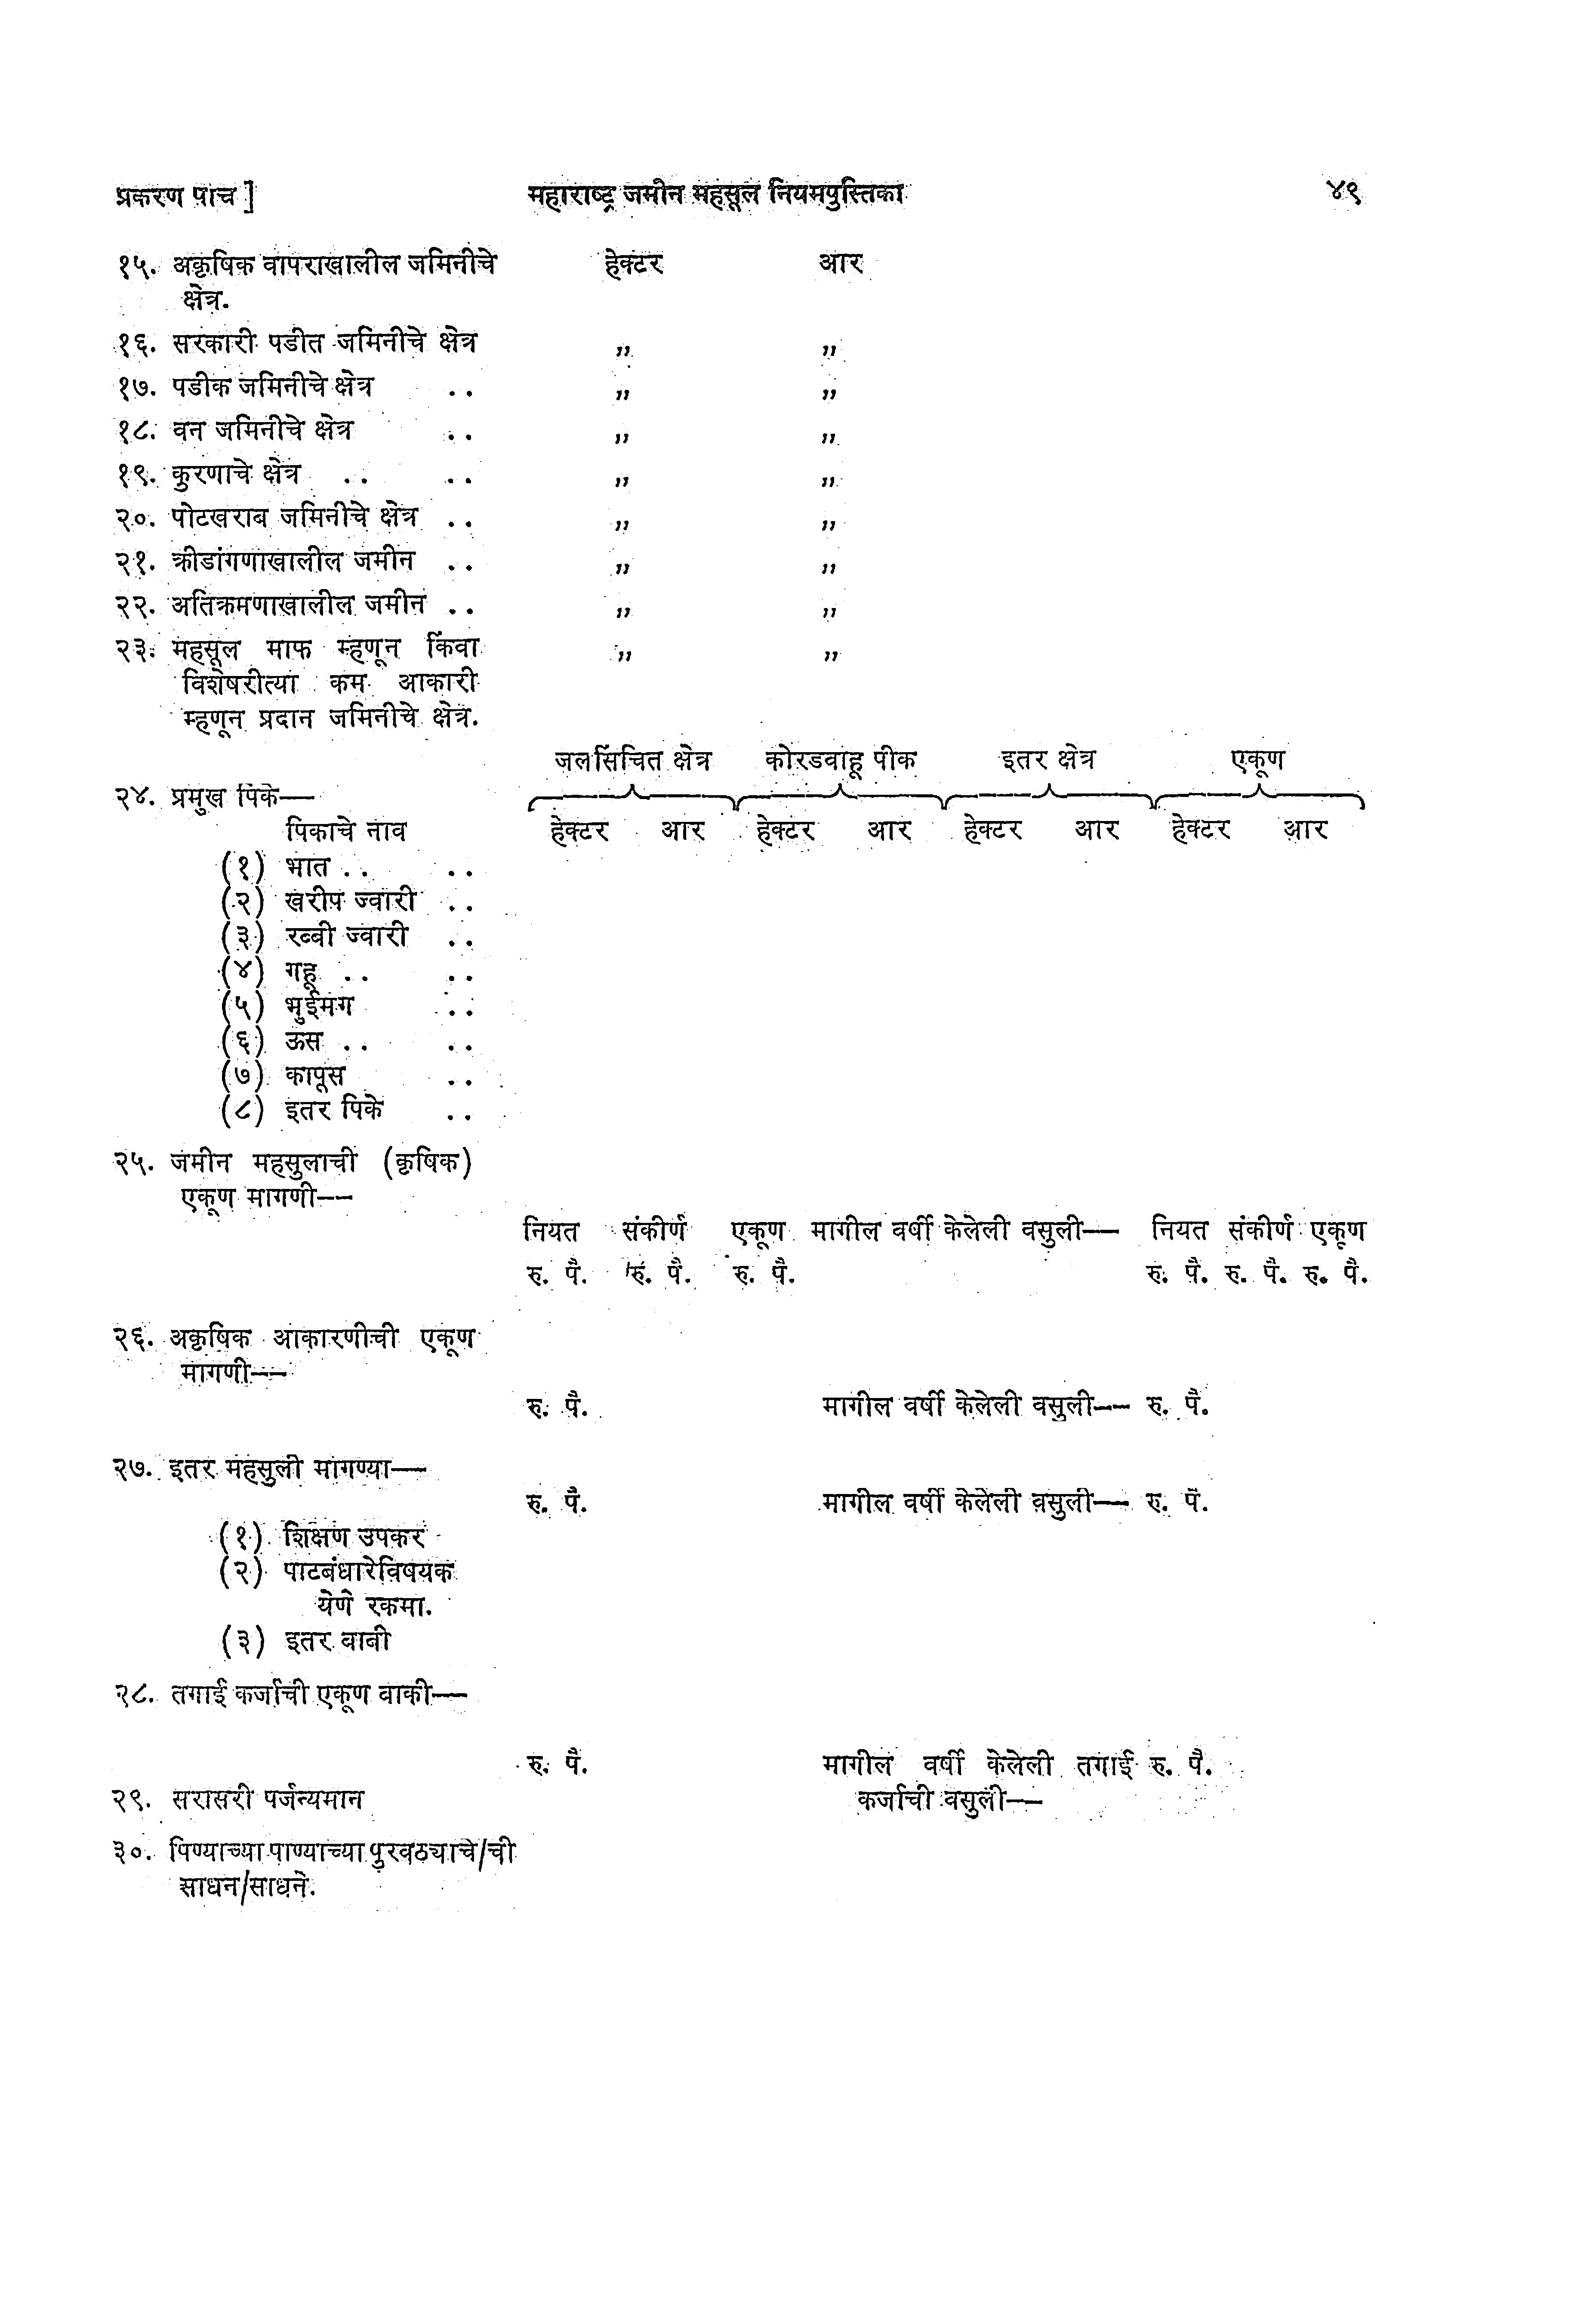 प्रकरण पाच ] महाराष्ट्र जमीन महसूल नियमपुस्तिका ४९
१५. अकृषिक वापराखालील जमिनीचे हेक्टर आर
क्षेत्र.
१६. सरकारी पडीत जमिनीचे क्षेत्र ,, ,,
१७. पडीक जमिनीचे क्षेत्र .. ,, ,,
१८. वन जमिनीचे क्षेत्र .. ,, ,,
१९. कुरणाचे क्षेत्र .. .. ,, ,,
२०. पोटखराब जमिनीचे क्षेत्र .. ,, ,,
२१. क्रीडांगणाखालील जमीन .. ,, ,,
२२. अतिक्रमणाखालील जमीन .. ,, ,,
२३. महसूल माफ म्हणून किंवा ,, ,,
विशेषरीत्या कम आकारी
म्हणून प्रदान जमिनीचे क्षेत्र.
जलसिंचित क्षेत्र कोरडवाहू पीक इतर क्षेत्र एकूण
२४. प्रमुख पिके—
पिकाचे नाव हेक्टर आर हेक्टर आर हेक्टर आर हेक्टर आर
(१) भात .. ..
(२) खरीप ज्वारी ..
(३) रब्बी ज्वारी ..
(४) गहू .. ..
(५) भुईमग ..
(६) ऊस .. ..
(७) कापूस ..
(८) इतर पिके ..
२५. जमीन महसुलाची (कृषिक)
एकूण मागणी——
नियत संकीर्ण एकूण मागील वर्षी केलेली वसुली— नियत संकीर्ण एकूण
रु. पै. रु. पै. रु. पै. रु. पै. रु. पै. रु. पै.
२६. अकृषिक आकारणीची एकूण
मागणी——
रु. पै. मागील वर्षी केलेली वसुली—— रु. पै.
२७. इतर महसुली मागण्या—
रु. पै. मागील वर्षी केलेली वसुली— रु. पै.
(१) शिक्षण उपकर
(२) पाटबंधारेविषयक
येणे रकमा.
(३) इतर बाबी
२८. तगाई कर्जाची एकूण बाकी—
रु. पै. मागील वर्षी केलेली तगाई रु. पै.
२९. सरासरी पर्जन्यमान कर्जाची वसुली—
३०. पिण्याच्या पाण्याच्या पुरवठ्याचे/ची
साधन/साधने.